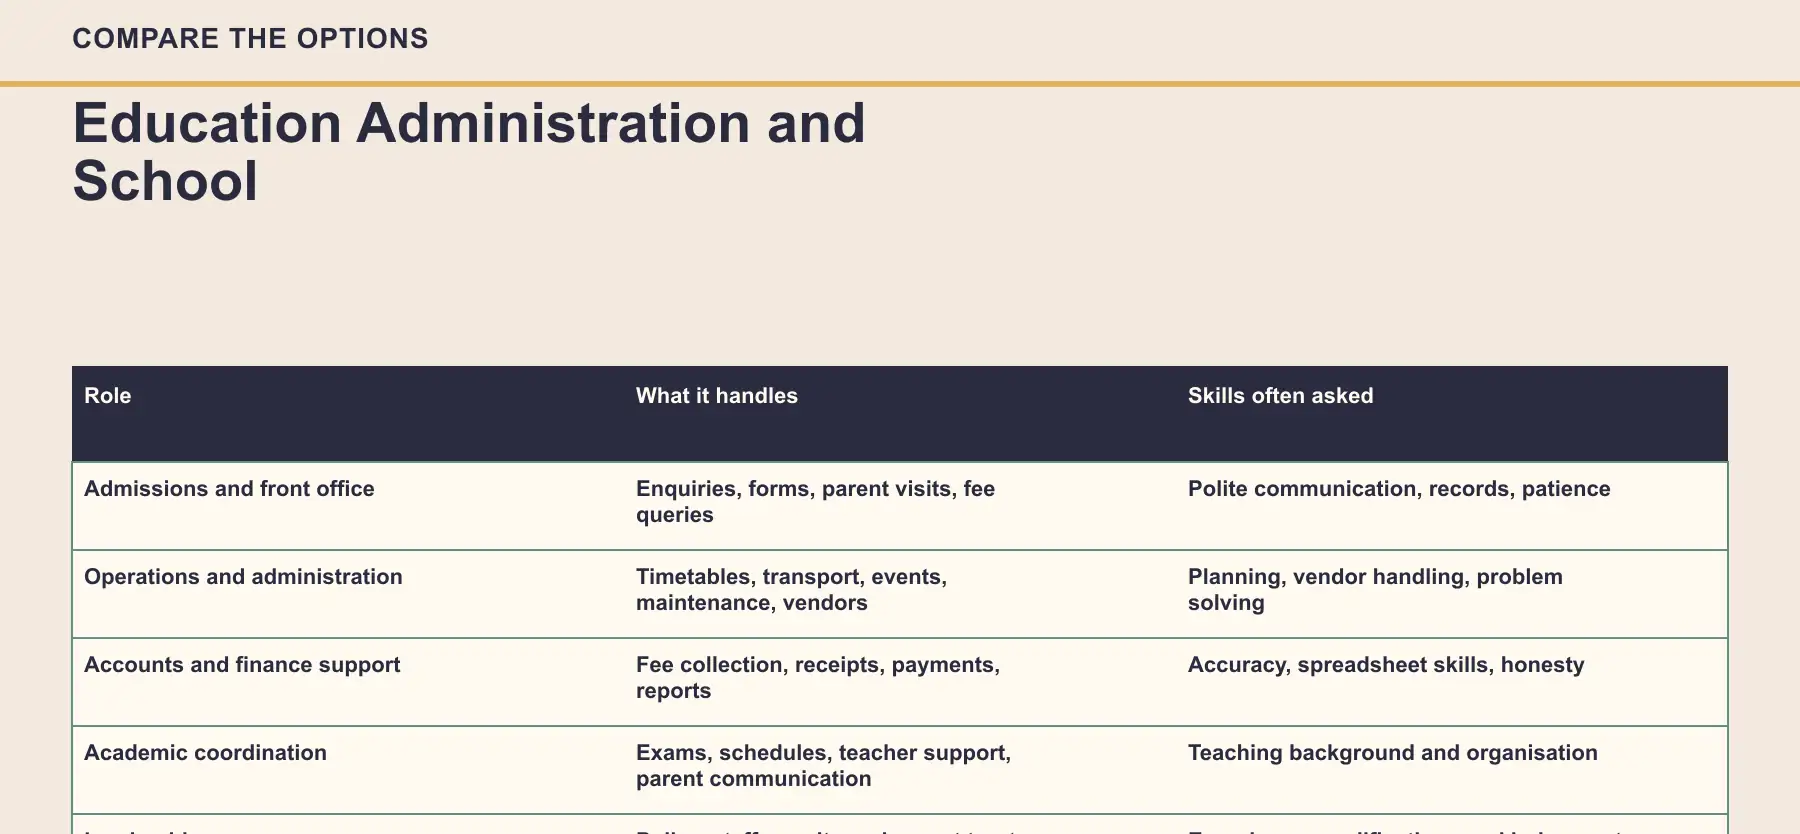 COMPARE THE OPTIONS
Education Administration and
School
Role
What it handles
Skills often asked
Admissions and front office
Enquiries, forms, parent visits, fee
queries
Polite communication, records, patience
Operations and administration
Timetables, transport, events,
maintenance, vendors
Planning, vendor handling, problem
solving
Accounts and finance support
Fee collection, receipts, payments,
reports
Accuracy, spreadsheet skills, honesty
Academic coordination
Exams, schedules, teacher support,
parent communication
Teaching background and organisation